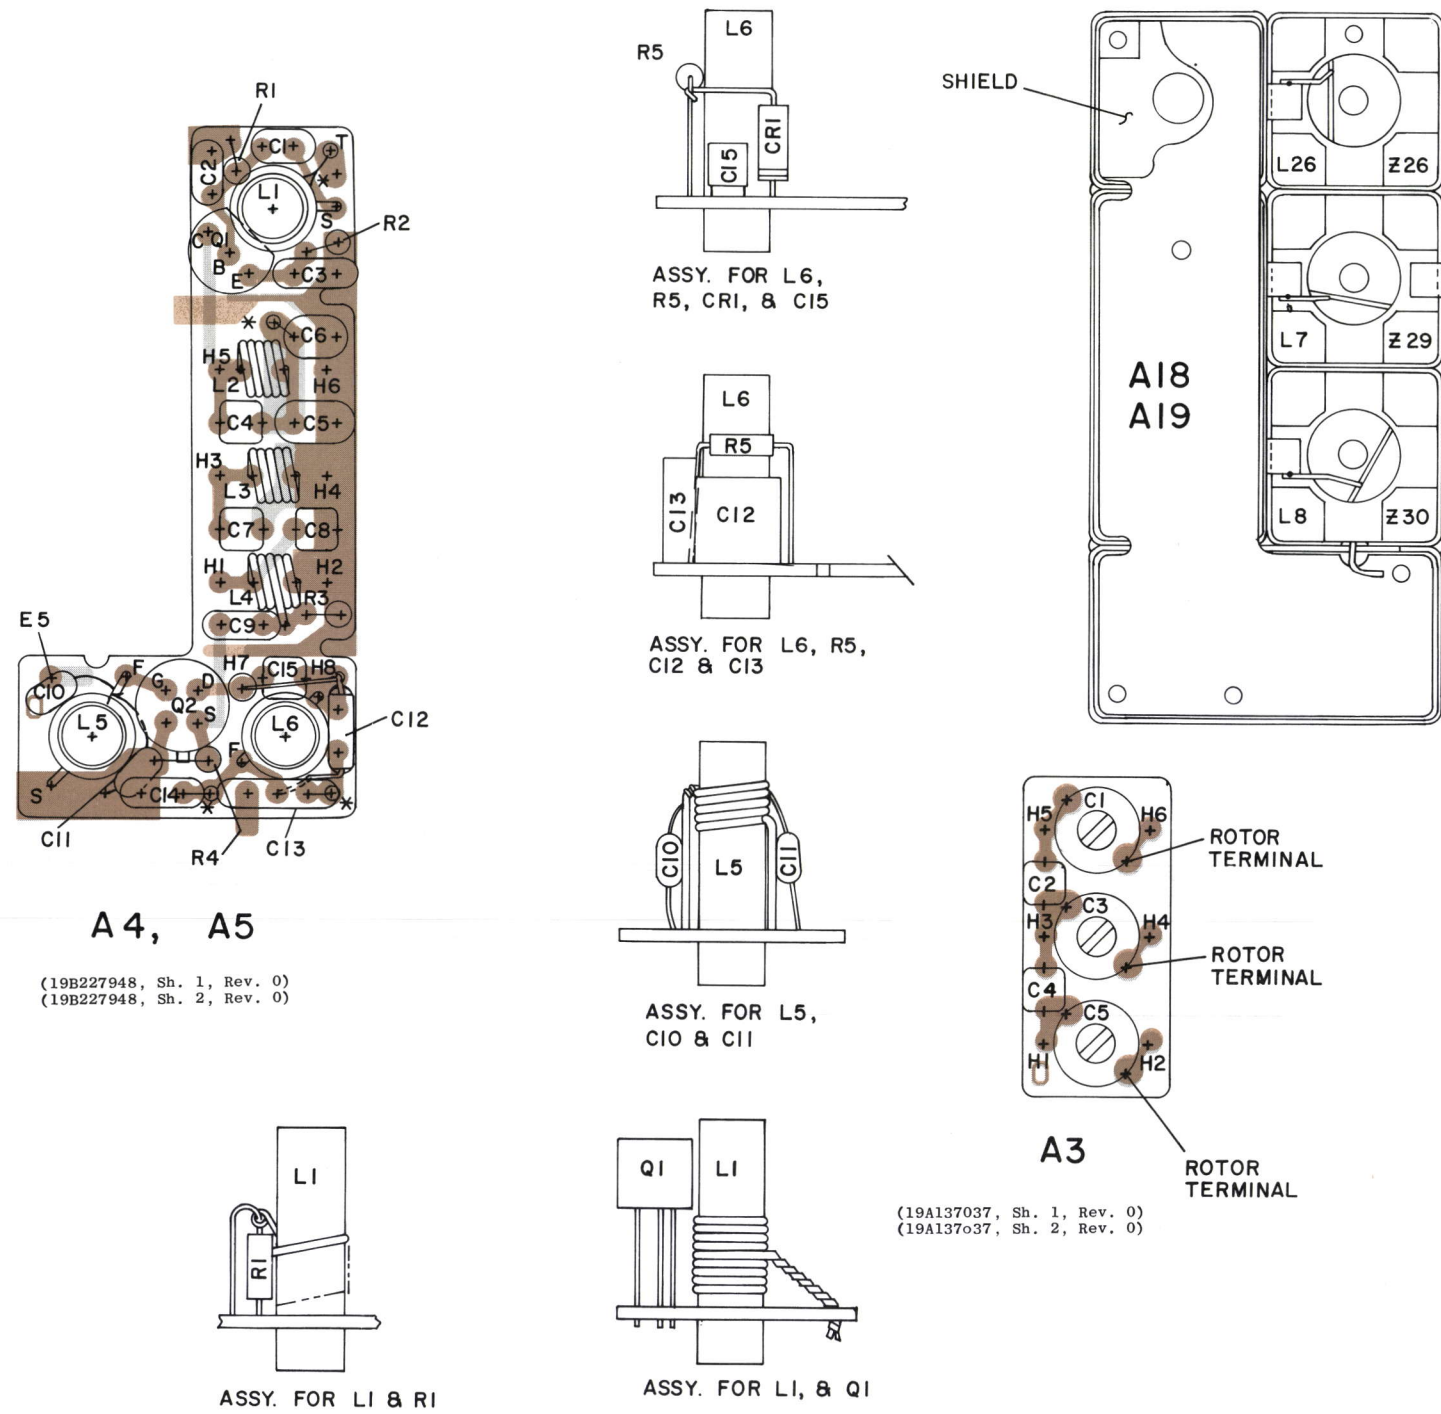 R1
C2
C1
T
*
L1
S
C
Q1
B
E
C3
R2
*
C6
H5
L2
H6
C4
C5
H3
L3
H4
C7
C8
H1
H2
L4
R3
C9
E5
F
H7
C15
H8
C10
G
D
Q2
S
L5
L6
C12
F
S
C14
*
*
C11
R4
C13
A4, A5
(19B227948, Sh. 1, Rev. 0)
(19B227948, Sh. 2, Rev. 0)
L6
R5
CR1
C15
ASSY. FOR L6,
R5, CR1, & C15
L6
R5
C13
C12
ASSY. FOR L6, R5,
C12 & C13
C10
L5
C11
ASSY. FOR L5,
C10 & C11
L1
R1
ASSY. FOR L1 & R1
Q1
L1
ASSY. FOR L1, & Q1
SHIELD
L26
Z26
L7
Z29
A18
A19
L8
Z30
C1
H5
H6
ROTOR
TERMINAL
C2
C3
H3
H4
ROTOR
TERMINAL
C4
C5
H1
H2
A3
ROTOR
TERMINAL
(19A137037, Sh. 1, Rev. 0)
(19A137o37, Sh. 2, Rev. 0)